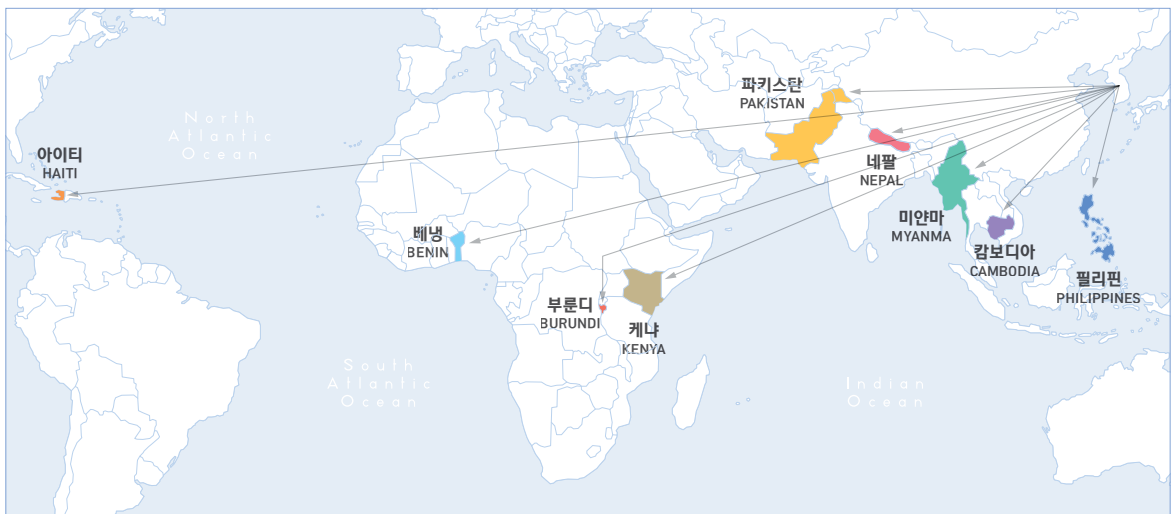 North
Atlantic
Ocean
아이티
HAITI
파키스탄
PAKISTAN
네팔
NEPAL
미얀마
MYANMA
캄보디아
CAMBODIA
필리핀
PHILIPPINES
베냉
BENIN
부룬디
BURUNDI
케냐
KENYA
South
Atlantic
Ocean
Indian
Ocean